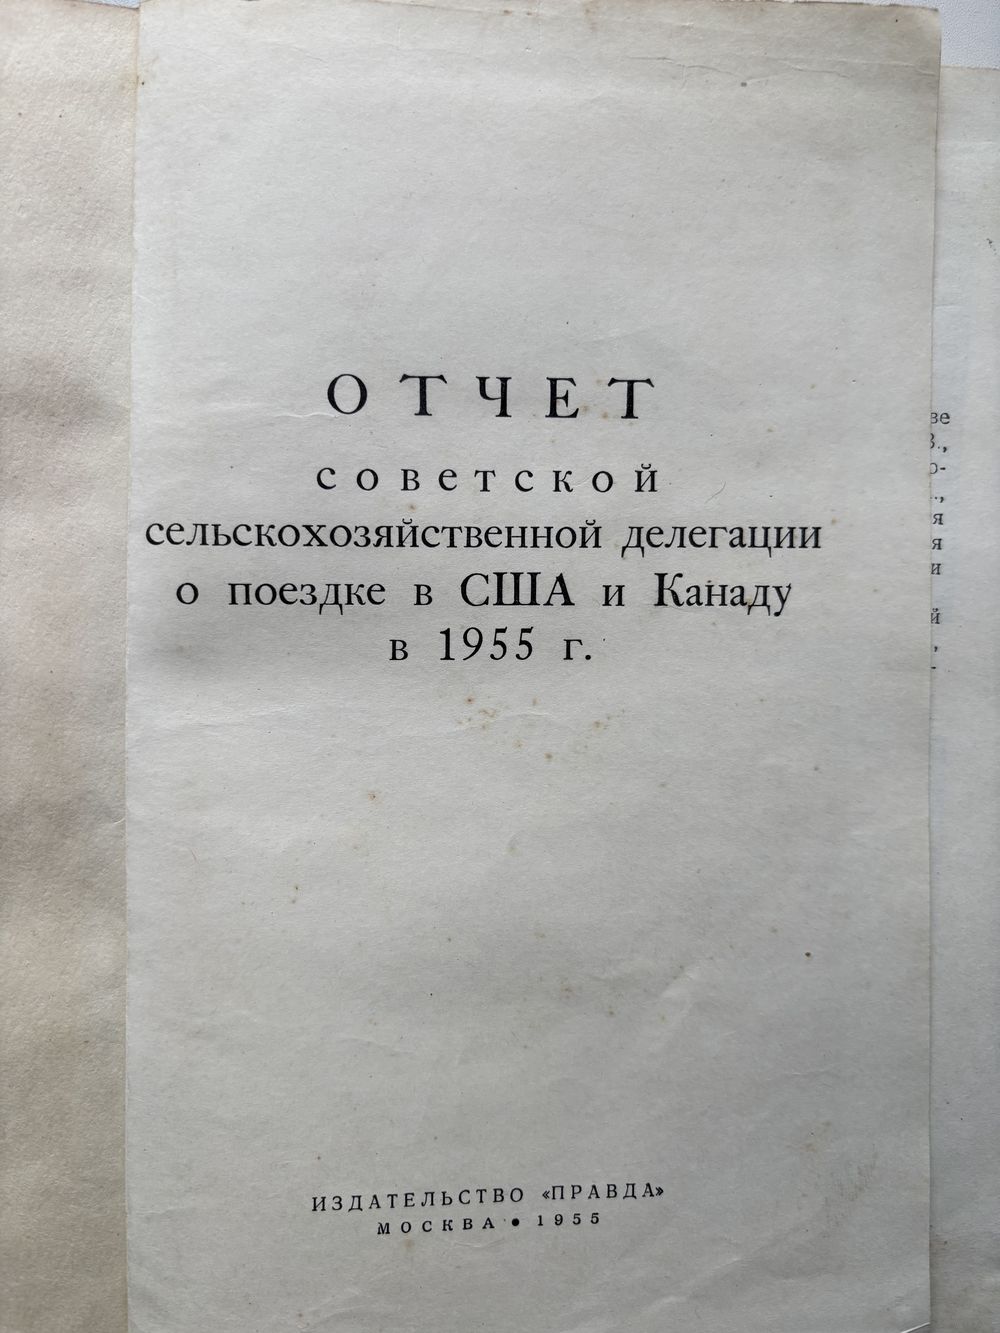 ОТЧЕТ
советской
сельскохозяйственной делегации
о поездке в США и Канаду
в 1955 г.
ИЗДАТЕЛЬСТВО «ПРАВДА»
МОСКВА • 1955